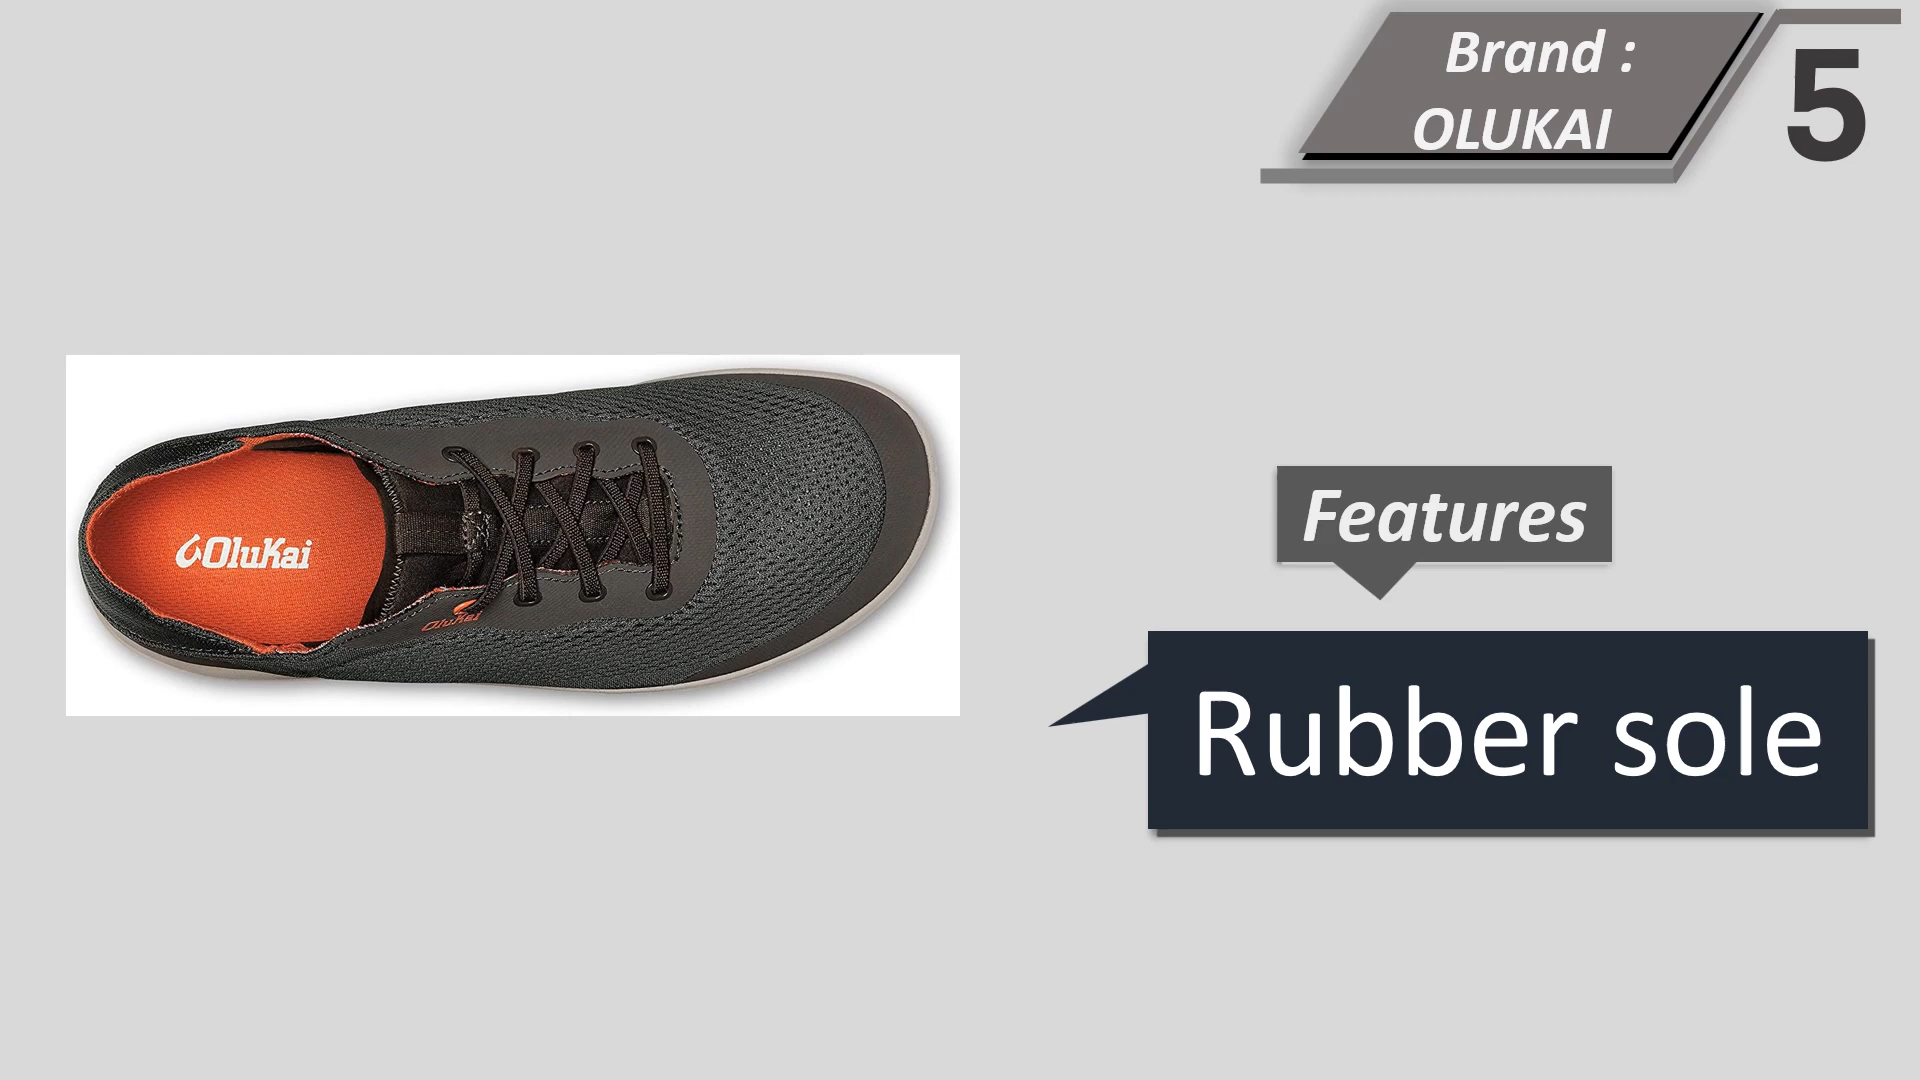 Brand :
OLUKAI
5
OluKai
OluKai
Features
Rubber sole